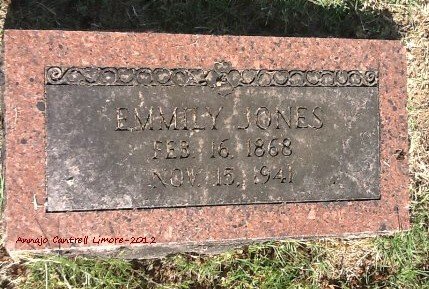 EMMILY JONES
FEB. 16, 1868
NOV. 15, 1941
Annajo Cantrell Limore-2012